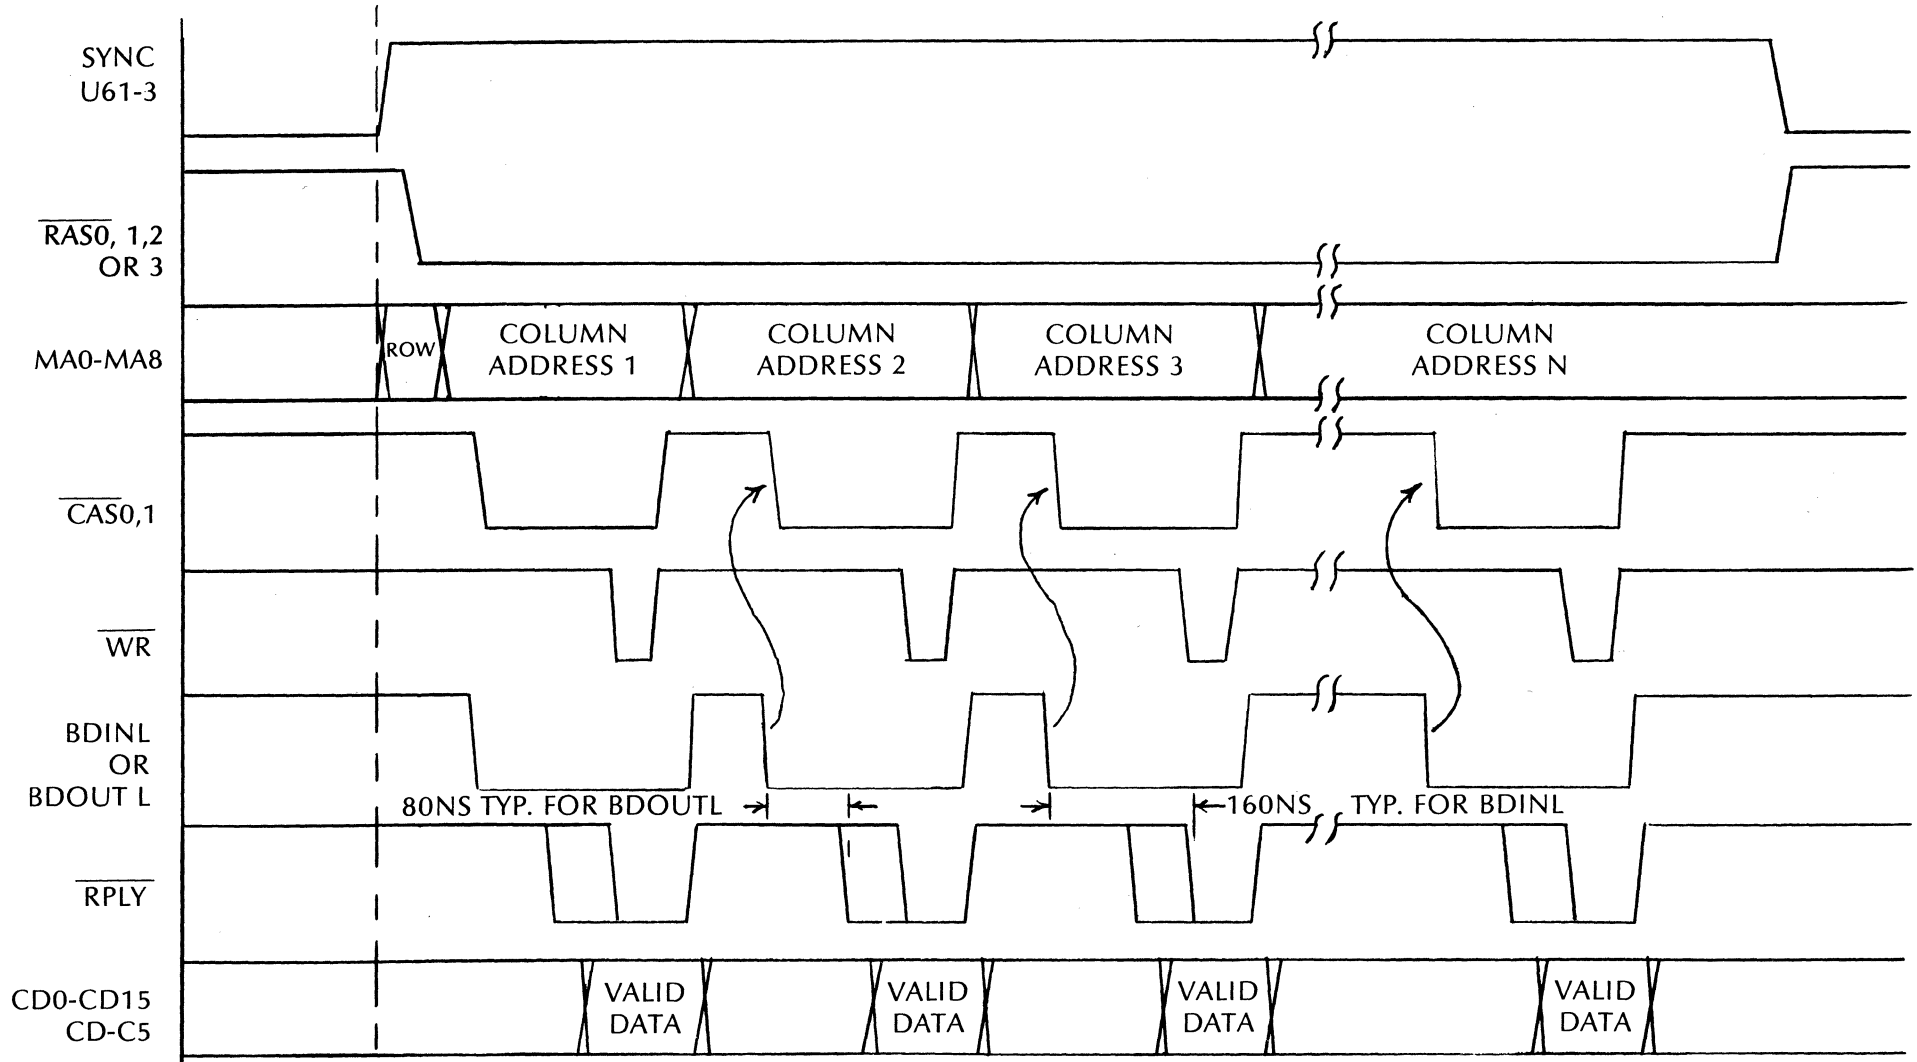 SYNC
U61-3
RAS0, 1,2
OR 3
MA0-MA8
ROW
COLUMN
ADDRESS 1
COLUMN
ADDRESS 2
COLUMN
ADDRESS 3
COLUMN
ADDRESS N
CAS0,1
WR
BDINL
OR
BDOUT L
80NS TYP. FOR BDOUTL
160NS TYP. FOR BDINL
RPLY
CD0-CD15
CD-C5
VALID
DATA
VALID
DATA
VALID
DATA
VALID
DATA